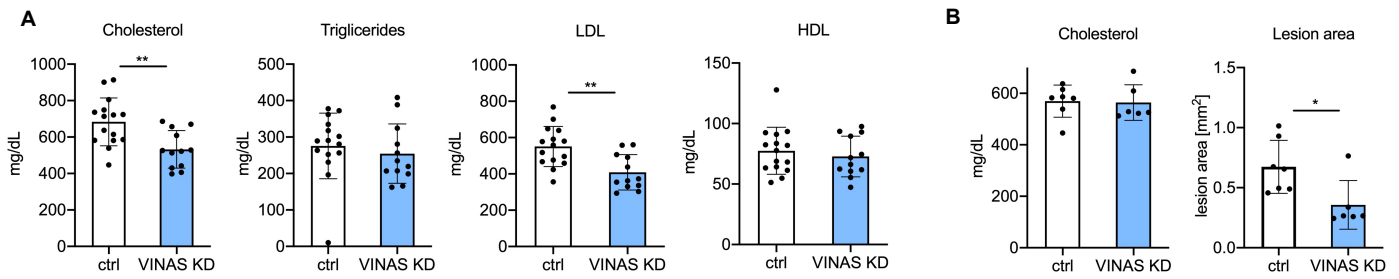 A
Cholesterol
**
mg/dL
1000
800
600
400
200
0
ctrl VINAS KD
Triglicerides
mg/dL
500
400
300
200
100
0
ctrl VINAS KD
LDL
**
mg/dL
1000
800
600
400
200
0
ctrl VINAS KD
HDL
mg/dL
150
100
50
0
ctrl VINAS KD
B
Cholesterol
mg/dL
600
400
200
0
ctrl VINAS KD
Lesion area
*
lesion area [mm²]
1.5
1.0
0.5
0.0
ctrl VINAS KD